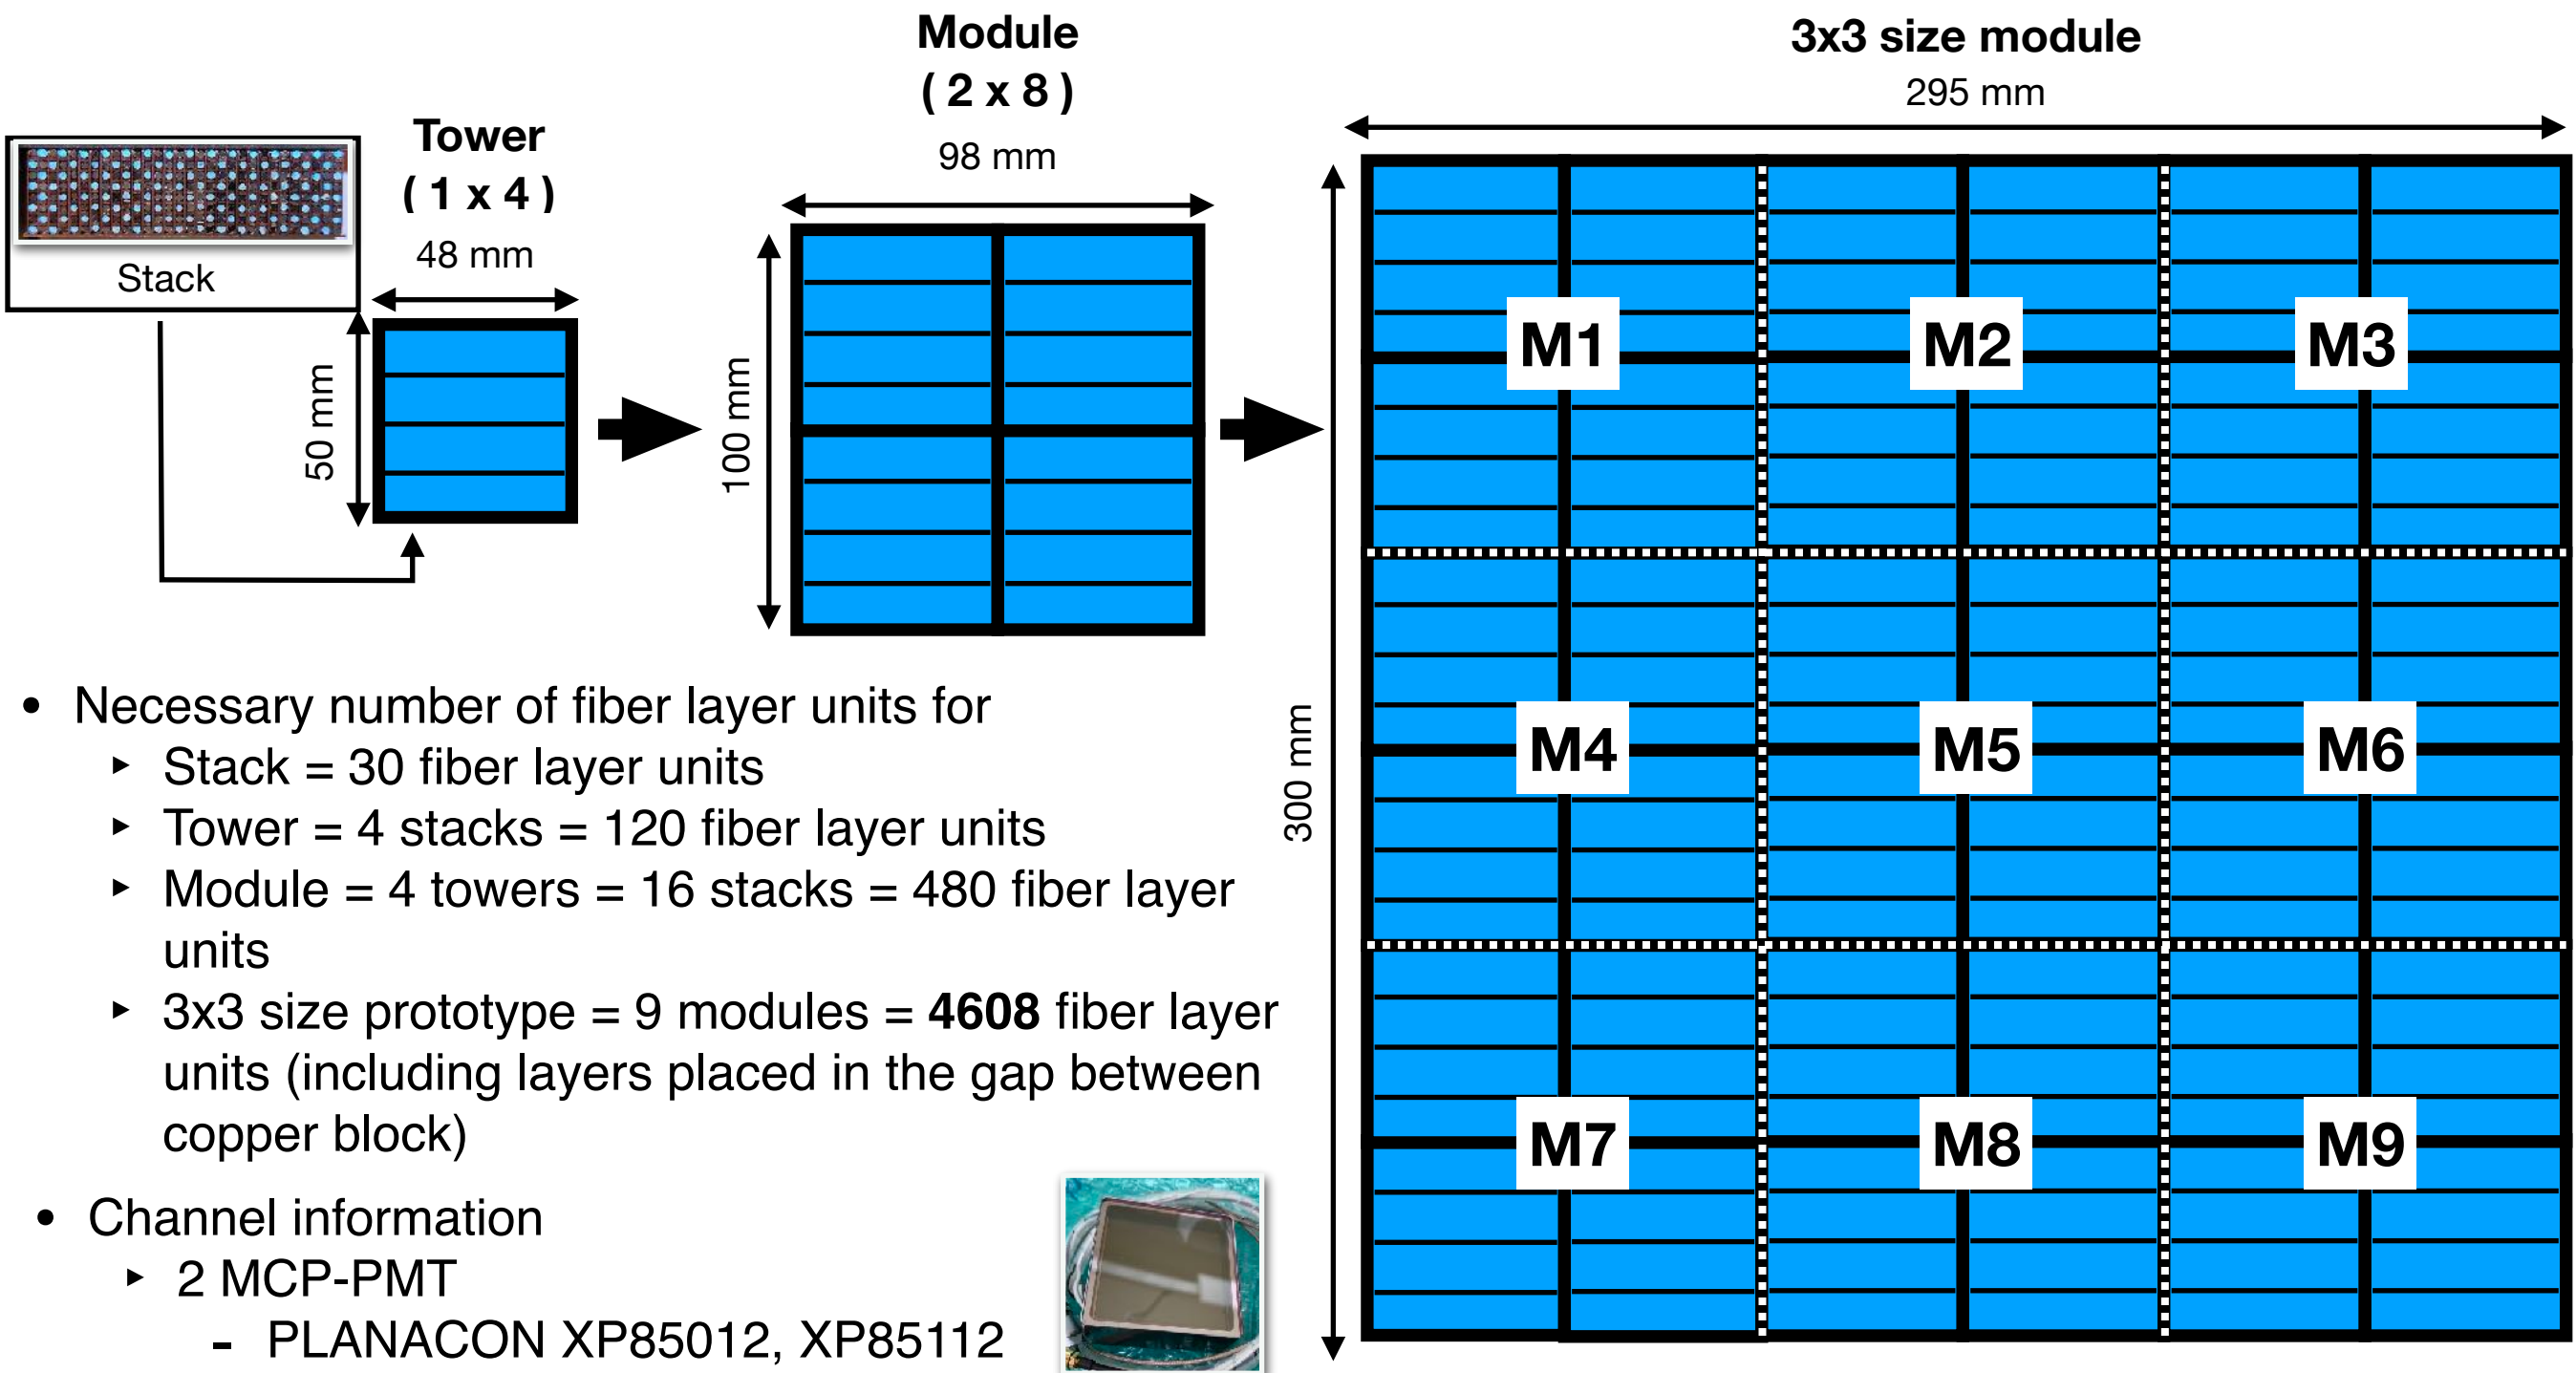 Module
( 2 x 8 )
98 mm
3x3 size module
295 mm
Tower
( 1 x 4 )
48 mm
Stack
50 mm
100 mm
300 mm
M1
M2
M3
M4
M5
M6
M7
M8
M9
• Necessary number of fiber layer units for
‣ Stack = 30 fiber layer units
‣ Tower = 4 stacks = 120 fiber layer units
‣ Module = 4 towers = 16 stacks = 480 fiber layer
units
‣ 3x3 size prototype = 9 modules = 4608 fiber layer
units (including layers placed in the gap between
copper block)
• Channel information
‣ 2 MCP-PMT
- PLANACON XP85012, XP85112